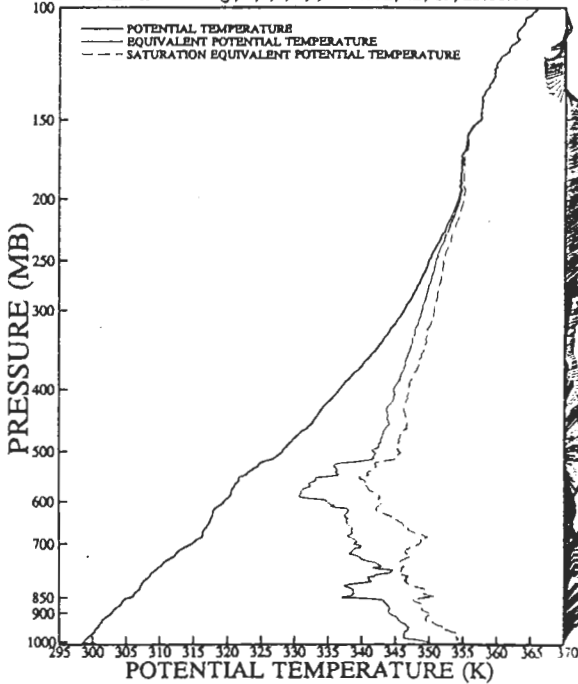 100
POTENTIAL TEMPERATURE
EQUIVALENT POTENTIAL TEMPERATURE
SATURATION EQUIVALENT POTENTIAL TEMPERATURE
150
200
250
300
400
500
600
700
850
900
1000
PRESSURE (MB)
295 300 305 310 315 320 325 330 335 340 345 350 355 360 365 370
POTENTIAL TEMPERATURE (K)